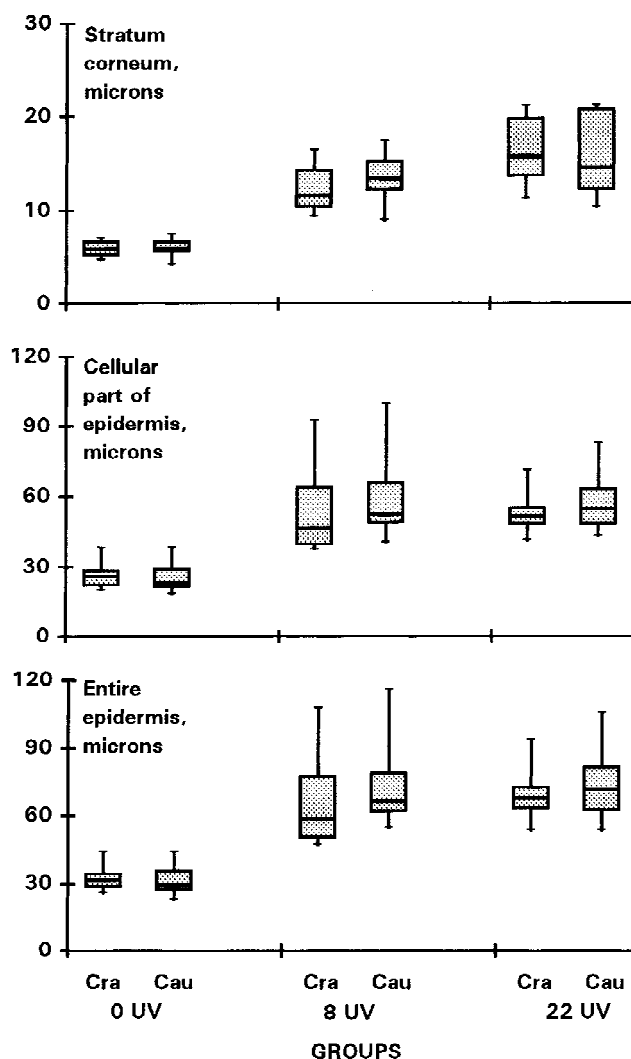 30
Stratum
corneum,
microns
20
10
0
120
Cellular
part of
epidermis,
microns
90
60
30
0
120
Entire
epidermis,
microns
90
60
30
0
Cra Cau Cra Cau Cra Cau
0 UV 8 UV 22 UV
GROUPS